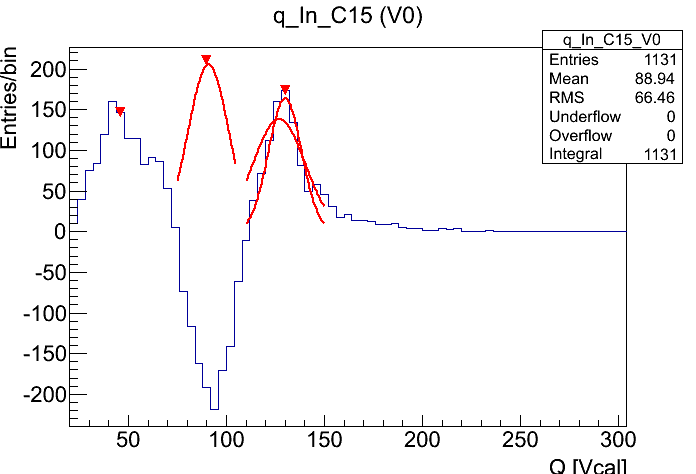 q_In_C15 (V0)
Entries/bin
q_In_C15_V0
Entries 1131
Mean 88.94
RMS 66.46
Underflow 0
Overflow 0
Integral 1131
200
150
100
50
0
-50
-100
-150
-200
50 100 150 200 250 300
Q [Vcal]